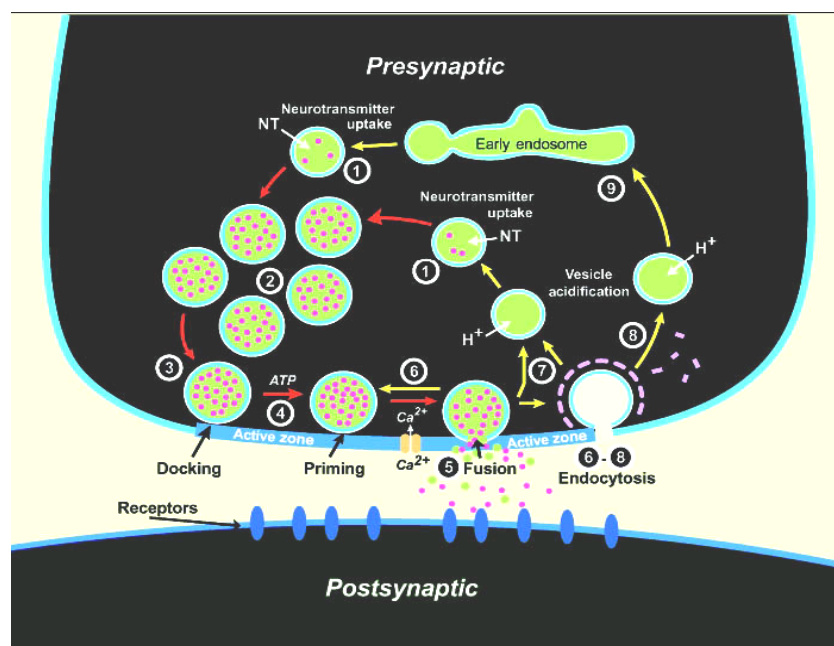 Presynaptic
Neurotransmitter
uptake
NT
Early endosome
1
9
Neurotransmitter
uptake
NT
H+
2
1
Vesicle
acidification
H+
8
3
ATP
6
7
4
Ca2+
Active zone
Active zone
Docking
Priming
Ca2+
5 Fusion
6 - 8
Endocytosis
Receptors
Postsynaptic